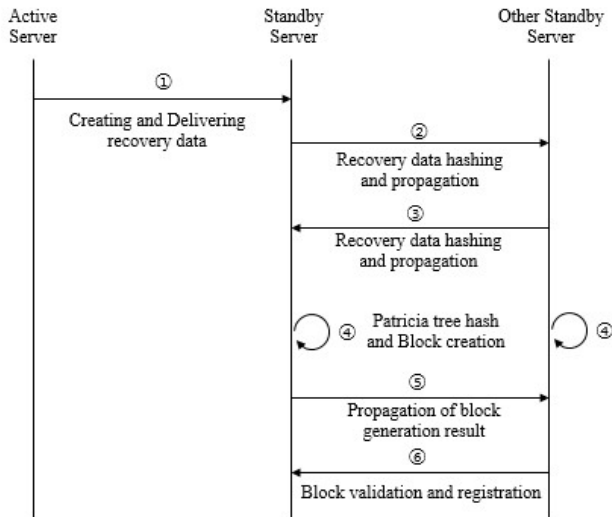 Active
Server
Standby
Server
Other Standby
Server
①
Creating and Delivering
recovery data
②
Recovery data hashing
and propagation
③
Recovery data hashing
and propagation
④
Patricia tree hash
and Block creation
④
⑤
Propagation of block
generation result
⑥
Block validation and registration